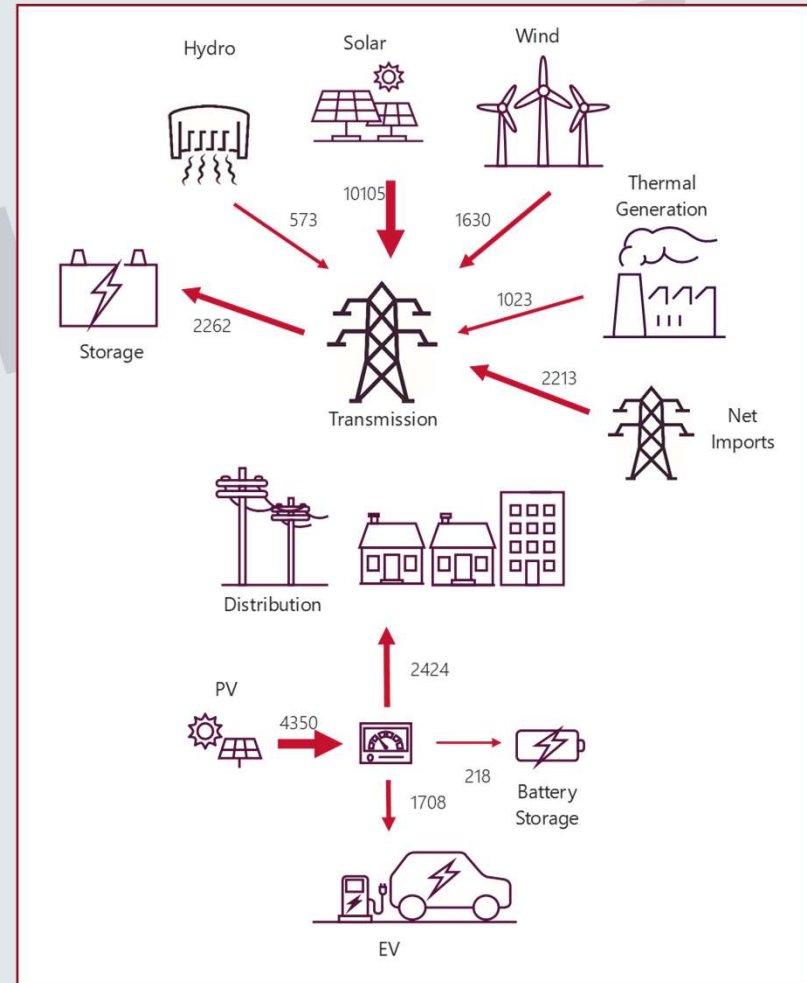 Hydro
Solar
Wind
10105
573
1630
Thermal
Generation
1023
2262
Storage
2213
Transmission
Net
Imports
Distribution
2424
PV
4350
218
1708
Battery
Storage
EV